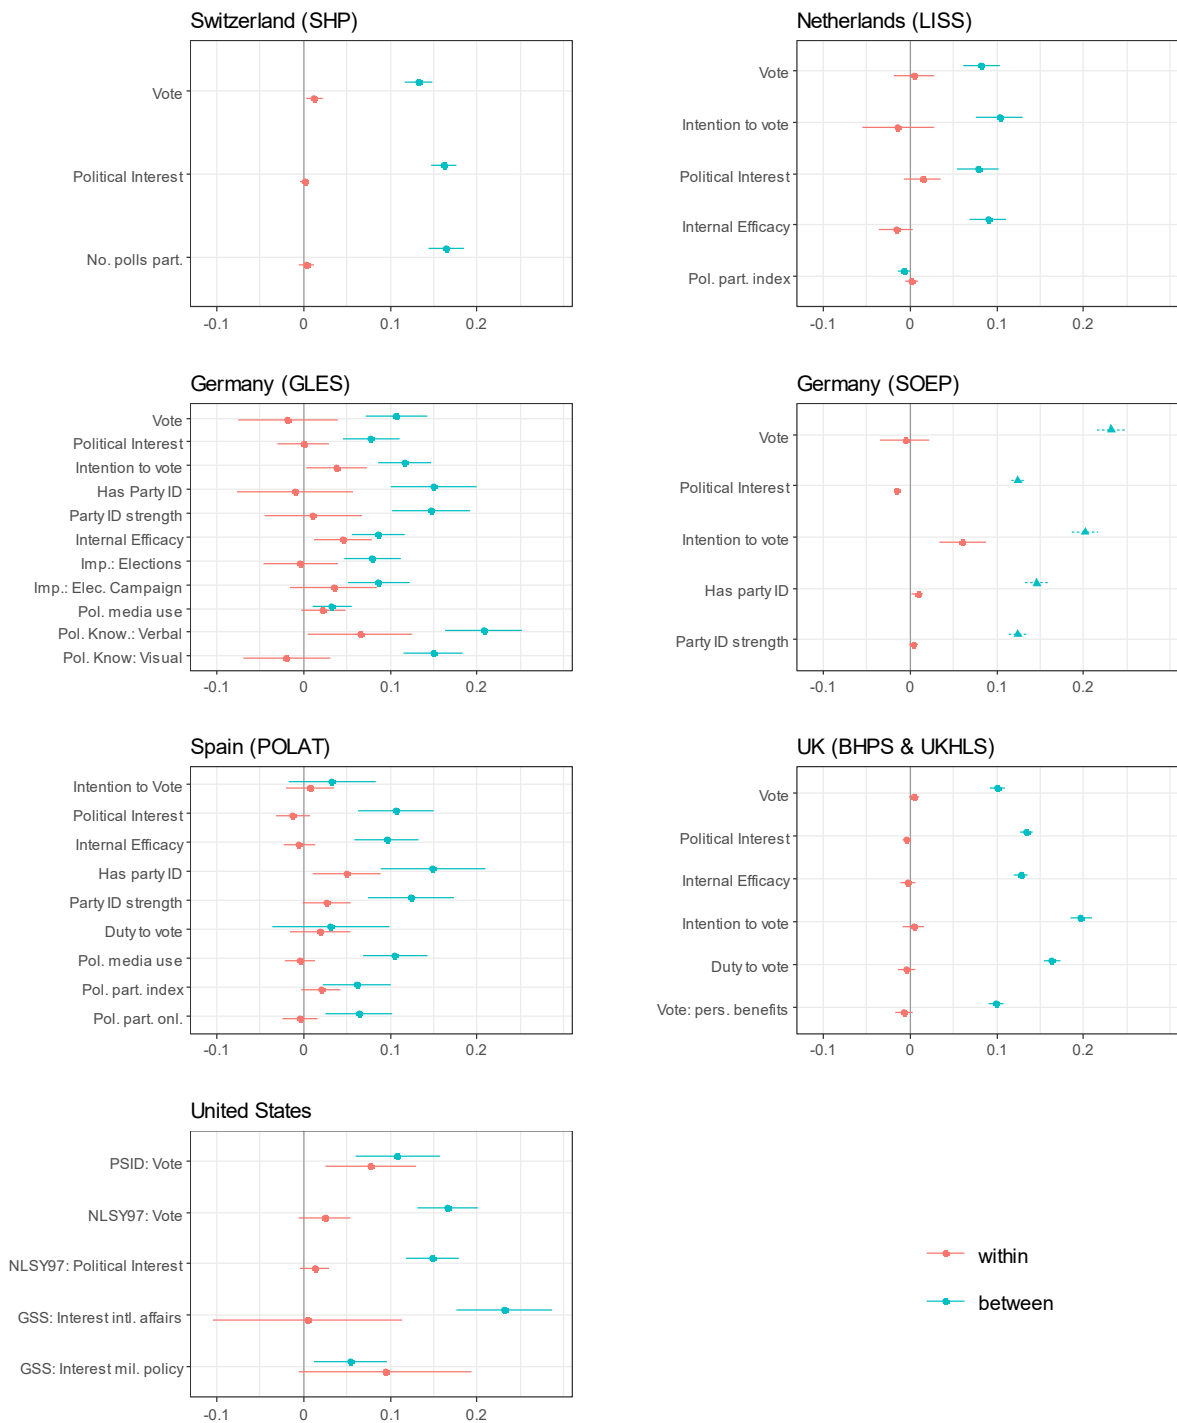 Switzerland (SHP)
Vote
Political Interest
No. polls part.
-0.1 0 0.1 0.2
Netherlands (LISS)
Vote
Intention to vote
Political Interest
Internal Efficacy
Pol. part. index
-0.1 0 0.1 0.2
Germany (GLES)
Vote
Political Interest
Intention to vote
Has Party ID
Party ID strength
Internal Efficacy
Imp.: Elections
Imp.: Elec. Campaign
Pol. media use
Pol. Know.: Verbal
Pol. Know: Visual
-0.1 0 0.1 0.2
Germany (SOEP)
Vote
Political Interest
Intention to vote
Has party ID
Party ID strength
-0.1 0 0.1 0.2
Spain (POLAT)
Intention to Vote
Political Interest
Internal Efficacy
Has party ID
Party ID strength
Duty to vote
Pol. media use
Pol. part. index
Pol. part. onl.
-0.1 0 0.1 0.2
UK (BHPS & UKHLS)
Vote
Political Interest
Internal Efficacy
Intention to vote
Duty to vote
Vote: pers. benefits
-0.1 0 0.1 0.2
United States
PSID: Vote
NLSY97: Vote
NLSY97: Political Interest
GSS: Interest intl. affairs
GSS: Interest mil. policy
-0.1 0 0.1 0.2
within
between